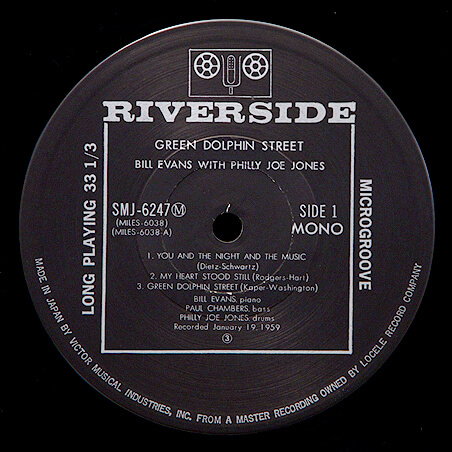 RIVERSIDE
GREEN DOLPHIN STREET
BILL EVANS WITH PHILLY JOE JONES
LONG PLAYING 33 1/3
MICROGROOVE
SMJ-6247Ⓜ
(MILES-6038)
(MILES-6038-A)
SIDE 1
MONO
1. YOU AND THE NIGHT AND THE MUSIC
(Dietz-Schwartz)
2. MY HEART STOOD STILL (Rodgers-Hart)
3. GREEN DOLPHIN STREET (Kaper-Washington)
BILL EVANS, piano
PAUL CHAMBERS, bass
PHILLY JOE JONES, drums
Recorded January 19, 1959
③
MADE IN JAPAN BY VICTOR MUSICAL INDUSTRIES, INC. FROM A MASTER RECORDING OWNED BY LOCELE RECORD COMPANY